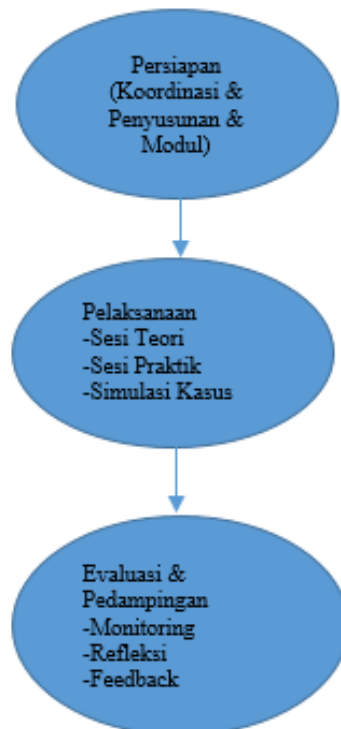 Persiapan
(Koordinasi &
Penyusunan &
Modul)
Pelaksanaan
-Sesi Teori
-Sesi Praktik
-Simulasi Kasus
Evaluasi &
Pedampingan
-Monitoring
-Refleksi
-Feedback